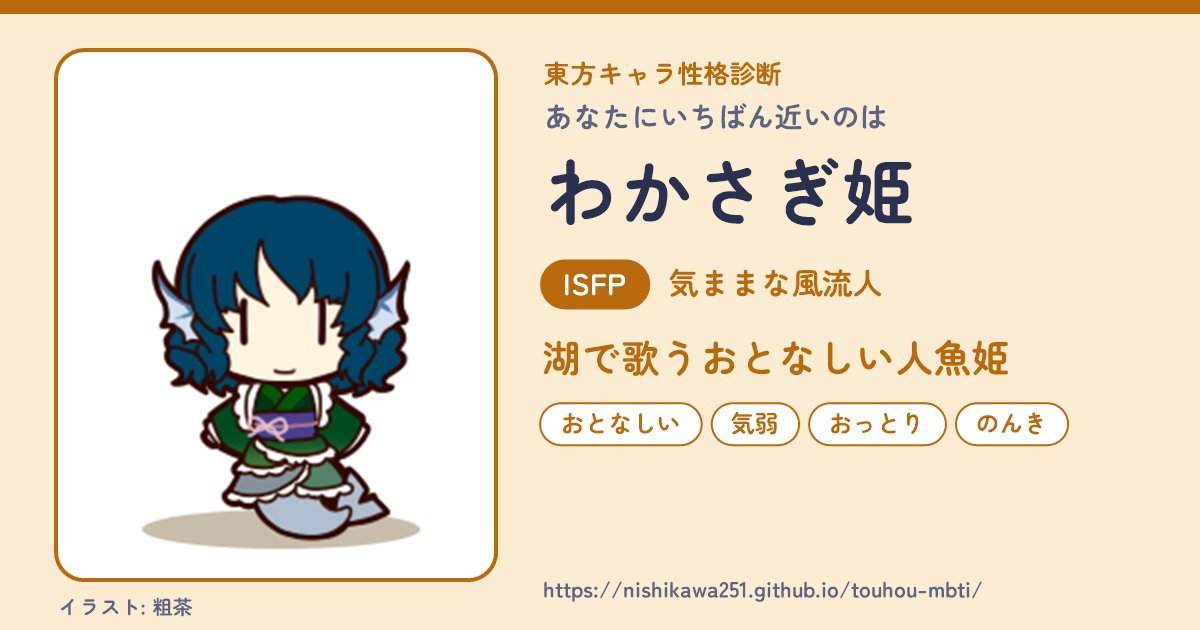 東方キャラ性格診断
あなたにいちばん近いのは
わかさぎ姫
ISFP 気ままな風流人
湖で歌うおとなしい人魚姫
おとなしい 気弱 おっとり のんき
https://nishikawa251.github.io/touhou-mbti/
イラスト: 粗茶